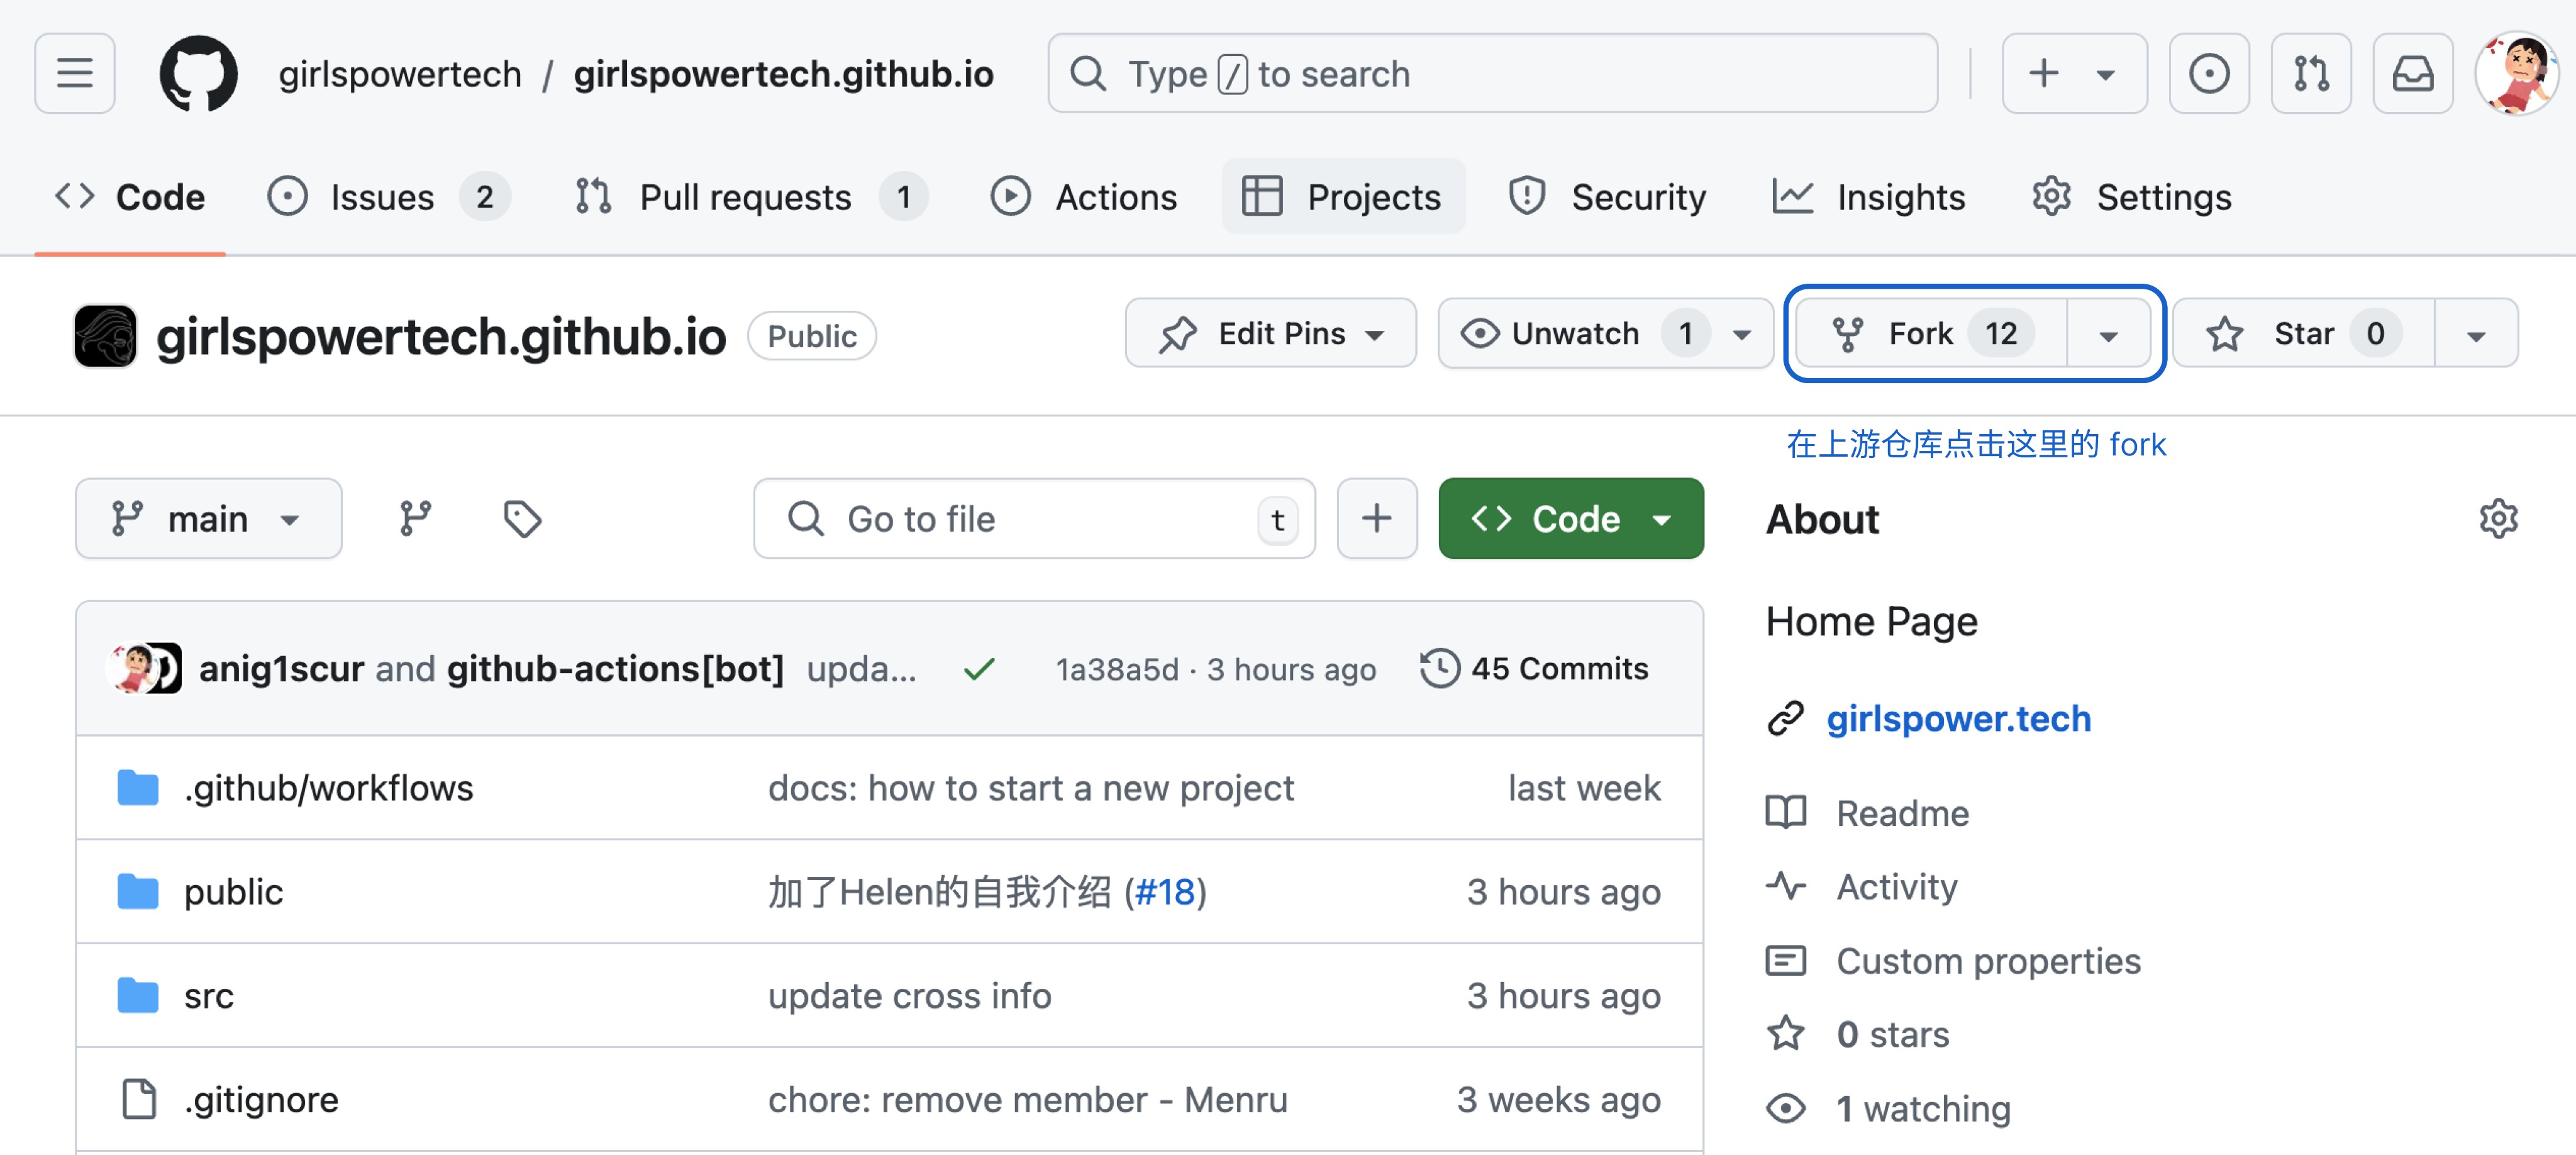 girlspowertech / girlspowertech.github.io Type / to search
Code Issues 2 Pull requests 1 Actions Projects Security Insights Settings
girlspowertech.github.io Public Edit Pins Unwatch 1 Fork 12 Star 0
在上游仓库点击这里的 fork
main Go to file t Code About
Home Page
anig1scur and github-actions[bot] upda... 1a38a5d · 3 hours ago 45 Commits
girlspower.tech
.github/workflows docs: how to start a new project last week
Readme
public 加了Helen的自我介绍 (#18) 3 hours ago
Activity
Custom properties
src update cross info 3 hours ago
0 stars
.gitignore chore: remove member - Menru 3 weeks ago
1 watching